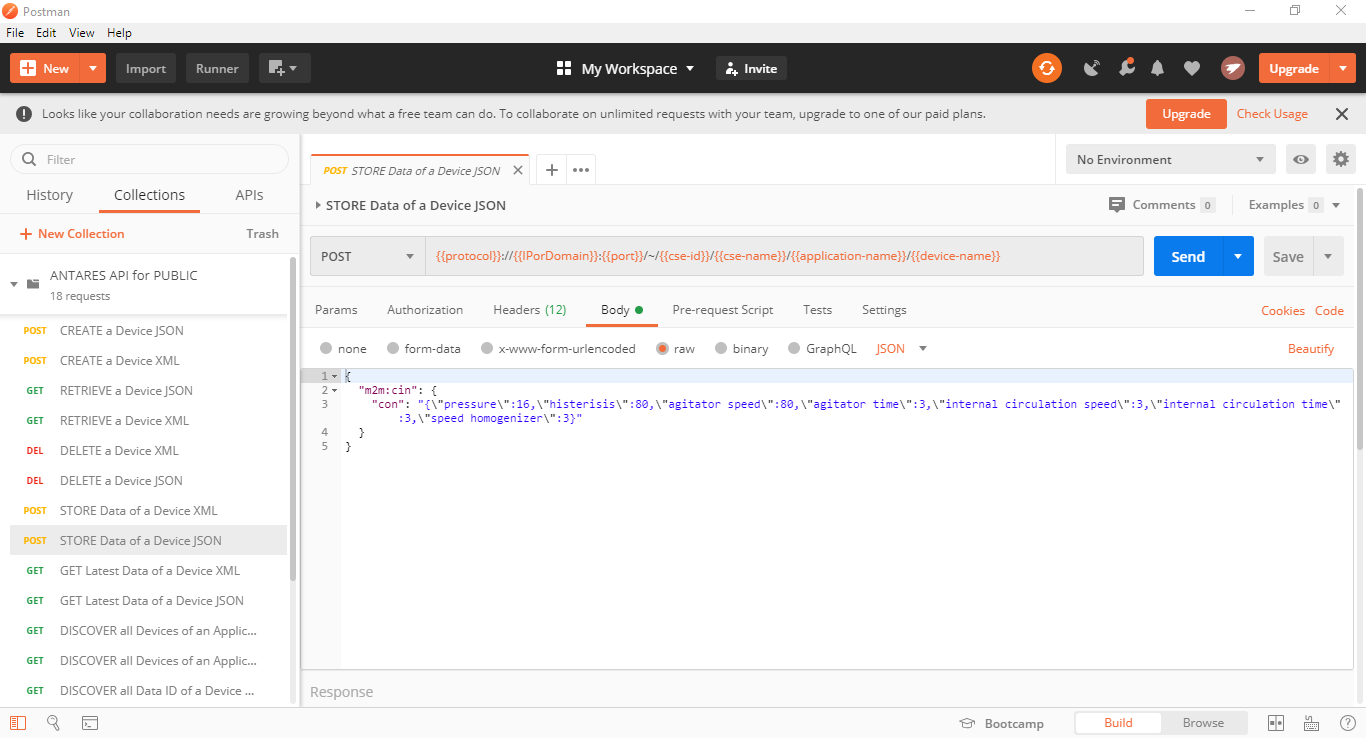 Postman
File Edit View Help
New Import Runner My Workspace Invite Upgrade
Looks like your collaboration needs are growing beyond what a free team can do. To collaborate on unlimited requests with your team, upgrade to one of our paid plans. Upgrade Check Usage
Filter
History Collections APIs
New Collection Trash
ANTARES API for PUBLIC
18 requests
POST CREATE a Device JSON
POST CREATE a Device XML
GET RETRIEVE a Device JSON
GET RETRIEVE a Device XML
DEL DELETE a Device XML
DEL DELETE a Device JSON
POST STORE Data of a Device XML
POST STORE Data of a Device JSON
GET GET Latest Data of a Device XML
GET GET Latest Data of a Device JSON
GET DISCOVER all Devices of an Applic...
GET DISCOVER all Devices of an Applic...
GET DISCOVER all Data ID of a Device ...
POST STORE Data of a Device JSON
No Environment
STORE Data of a Device JSON Comments 0 Examples 0
POST {{protocol}}://{{IPorDomain}}:{{port}}/~/{{cse-id}}/{{cse-name}}/{{application-name}}/{{device-name}} Send Save
Params Authorization Headers (12) Body Pre-request Script Tests Settings Cookies Code
none form-data x-www-form-urlencoded raw binary GraphQL JSON Beautify
1 {
2 "m2m:cin": {
3 "con": "{\"pressure\":16,\"histerisis\":80,\"agitator speed\":80,\"agitator time\":3,\"internal circulation speed\":3,\"internal circulation time\"
:3,\"speed homogenizer\":3}"
4 }
5 }
Response
Bootcamp Build Browse